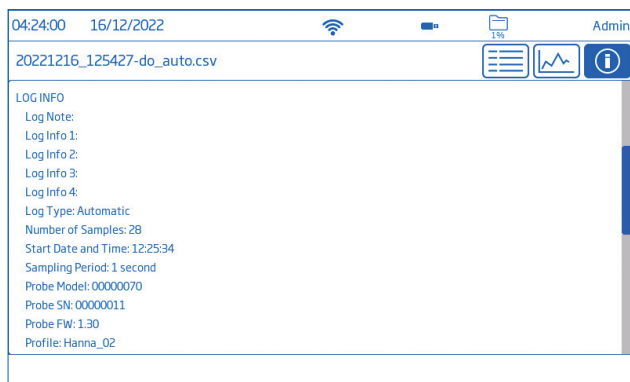 04:24:00 16/12/2022 1% Admin
20221216_125427-do_auto.csv
LOG INFO
Log Note:
Log Info 1:
Log Info 2:
Log Info 3:
Log Info 4:
Log Type: Automatic
Number of Samples: 28
Start Date and Time: 12:25:34
Sampling Period: 1 second
Probe Model: 00000070
Probe SN: 00000011
Probe FW: 1.30
Profile: Hanna_02